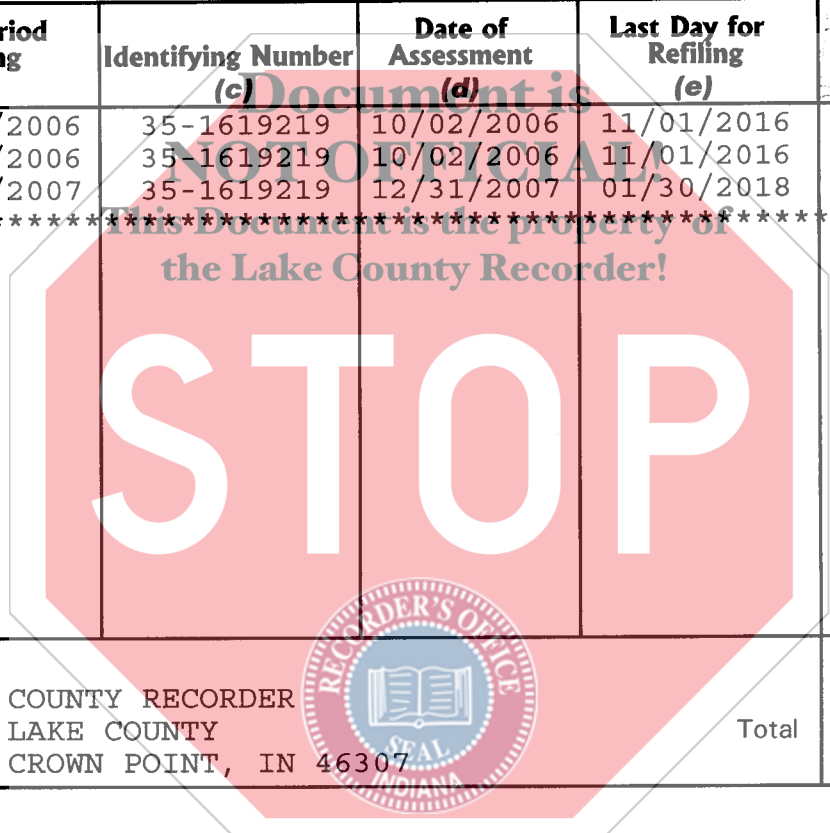 riod Date of Last Day for
ng Identifying Number Assessment Refiling
(c) (d) (e)
Document is
/2006 35-1619219 10/02/2006 11/01/2016
/2006 35-1619219 10/02/2006 11/01/2016
NOT OFFICIAL!
/2007 35-1619219 12/31/2007 01/30/2018
*********************************************
This Document is the property of
the Lake County Recorder!
STOP
RECORDER'S OFFICE
SEAL
INDIANA
COUNTY RECORDER
LAKE COUNTY Total
CROWN POINT, IN 46307